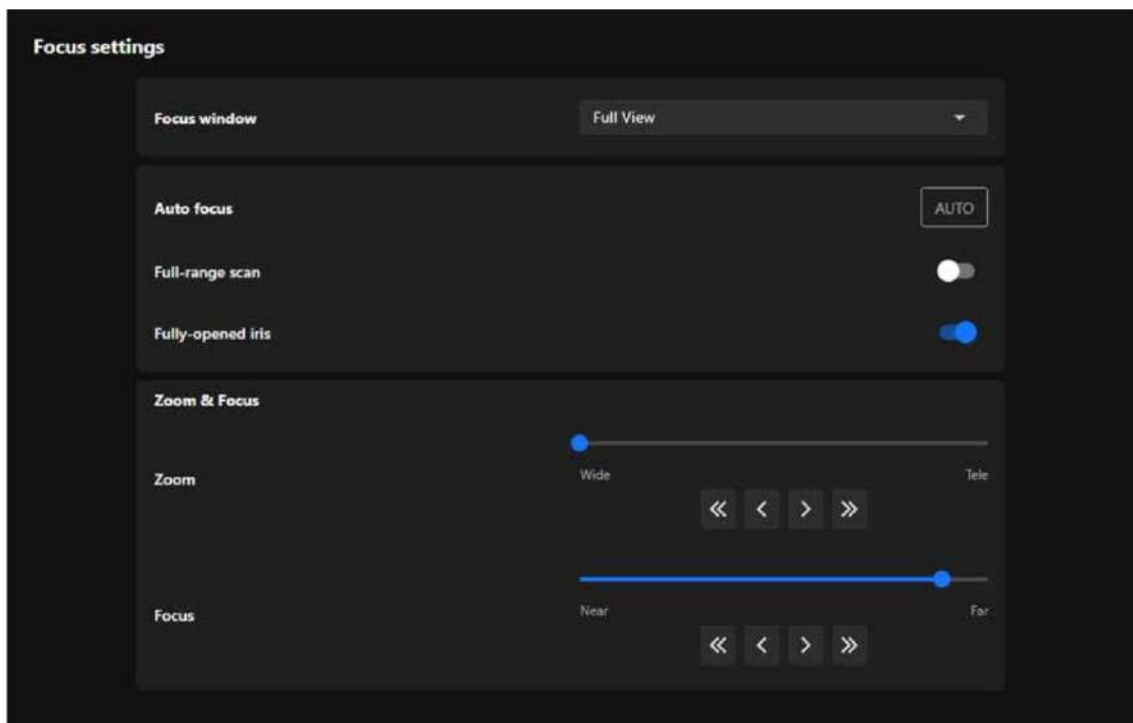 Focus settings
Focus window
Full View
Auto focus
AUTO
Full-range scan
Fully-opened iris
Zoom & Focus
Zoom
Wide
Tele
Focus
Near
Far